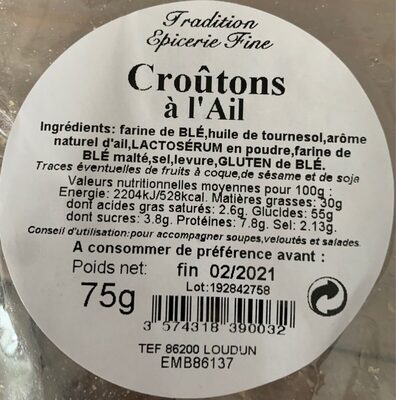 Tradition
Epicerie Fine
Croûtons
à l'Ail
Ingrédients: farine de BLÉ,huile de tournesol,arôme
naturel d'ail,LACTOSÉRUM en poudre,farine de
BLÉ malté,sel,levure,GLUTEN de BLÉ.
Traces éventuelles de fruits à coque,de sésame et de soja
Valeurs nutritionnelles moyennes pour 100g :
Energie: 2204kJ/528kcal. Matières grasses: 30g
dont acides gras saturés: 2.6g. Glucides: 55g
dont sucres: 3.8g. Protéines: 7.8g. Sel: 2.13g.
Conseil d'utilisation:pour accompagner soupes,veloutés et salades.
A consommer de préférence avant :
Poids net: fin 02/2021
75g Lot:192842758
3 574318 390032
TEF 86200 LOUDUN
EMB86137